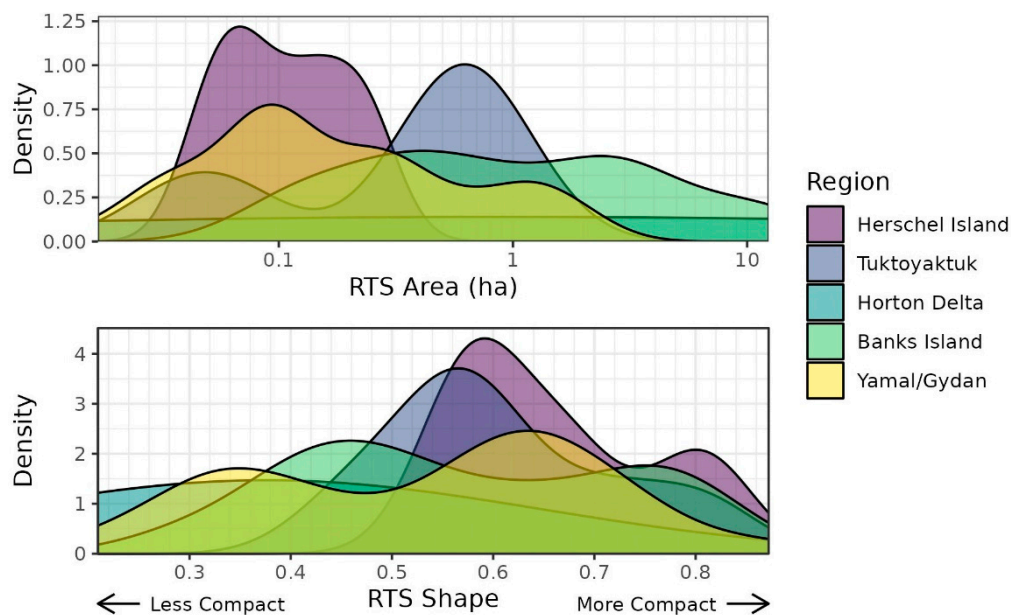 1.25
1.00
0.75
0.50
0.25
0.00
Density
0.1 1 10
RTS Area (ha)
Region
Herschel Island
Tuktoyaktuk
Horton Delta
Banks Island
Yamal/Gydan
4
3
2
1
0
Density
0.3 0.4 0.5 0.6 0.7 0.8
← Less Compact RTS Shape More Compact →